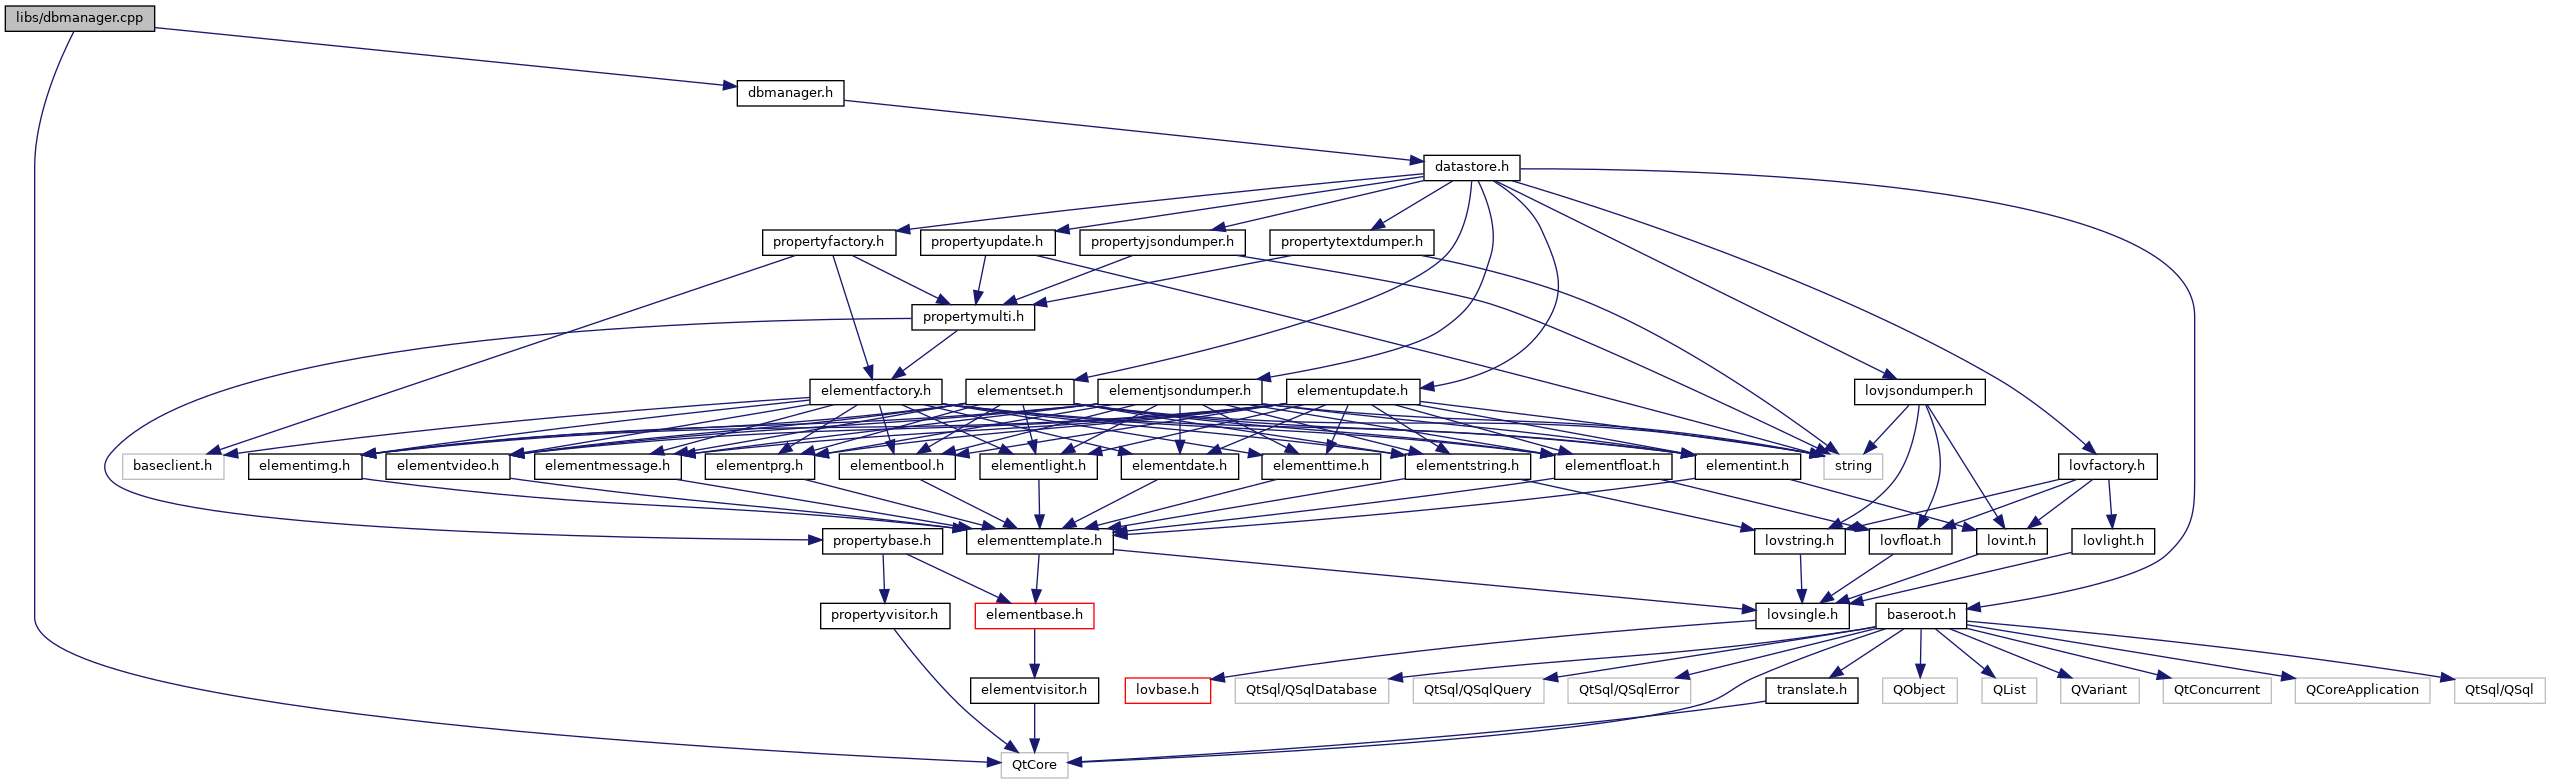 libs/dbmanager.cpp
dbmanager.h
datastore.h
propertyfactory.h
propertyupdate.h
propertyjsondumper.h
propertytextdumper.h
propertymulti.h
elementfactory.h
elementset.h
elementjsondumper.h
elementupdate.h
lovjsondumper.h
baseclient.h
elementimg.h
elementvideo.h
elementmessage.h
elementprg.h
elementbool.h
elementlight.h
elementdate.h
elementtime.h
elementstring.h
elementfloat.h
elementint.h
string
lovfactory.h
propertybase.h
elementtemplate.h
lovstring.h
lovfloat.h
lovint.h
lovlight.h
propertyvisitor.h
elementbase.h
lovsingle.h
baseroot.h
elementvisitor.h
lovbase.h
QtSql/QSqlDatabase
QtSql/QSqlQuery
QtSql/QSqlError
translate.h
QObject
QList
QVariant
QtConcurrent
QCoreApplication
QtSql/QSql
QtCore